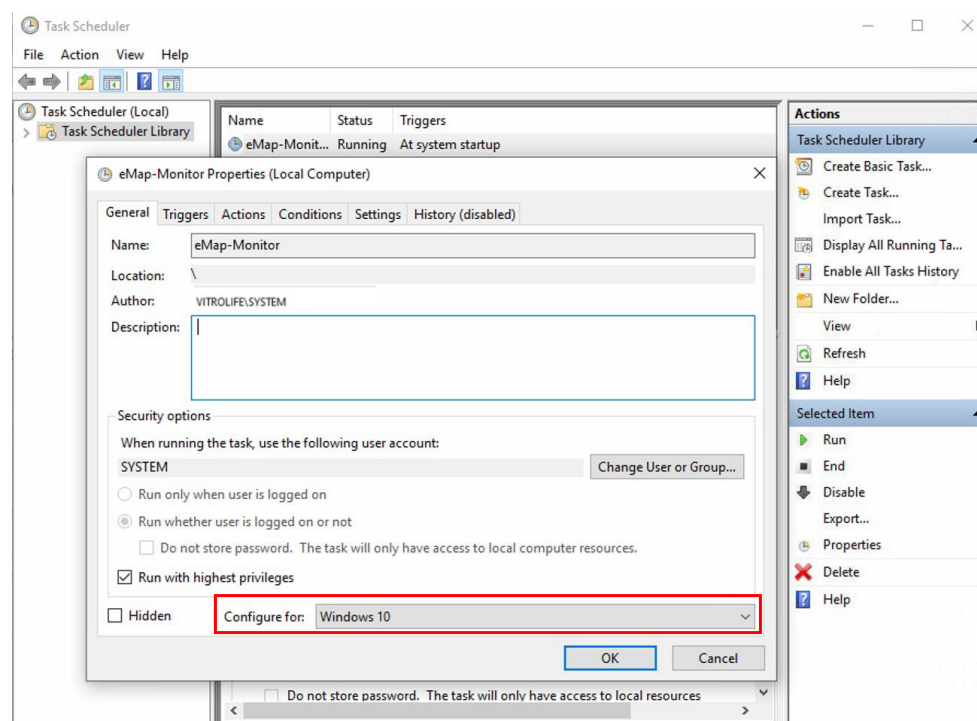 Task Scheduler
File Action View Help
Task Scheduler (Local)
Task Scheduler Library
Name Status Triggers
eMap-Monit... Running At system startup
eMap-Monitor Properties (Local Computer)
General Triggers Actions Conditions Settings History (disabled)
Name: eMap-Monitor
Location: \
Author: VITROLIFE\SYSTEM
Description:
Security options
When running the task, use the following user account:
SYSTEM Change User or Group...
Run only when user is logged on
Run whether user is logged on or not
Do not store password. The task will only have access to local computer resources.
Run with highest privileges
Hidden Configure for: Windows 10
OK Cancel
Do not store password. The task will only have access to local resources
Actions
Task Scheduler Library
Create Basic Task...
Create Task...
Import Task...
Display All Running Ta...
Enable All Tasks History
New Folder...
View
Refresh
Help
Selected Item
Run
End
Disable
Export...
Properties
Delete
Help